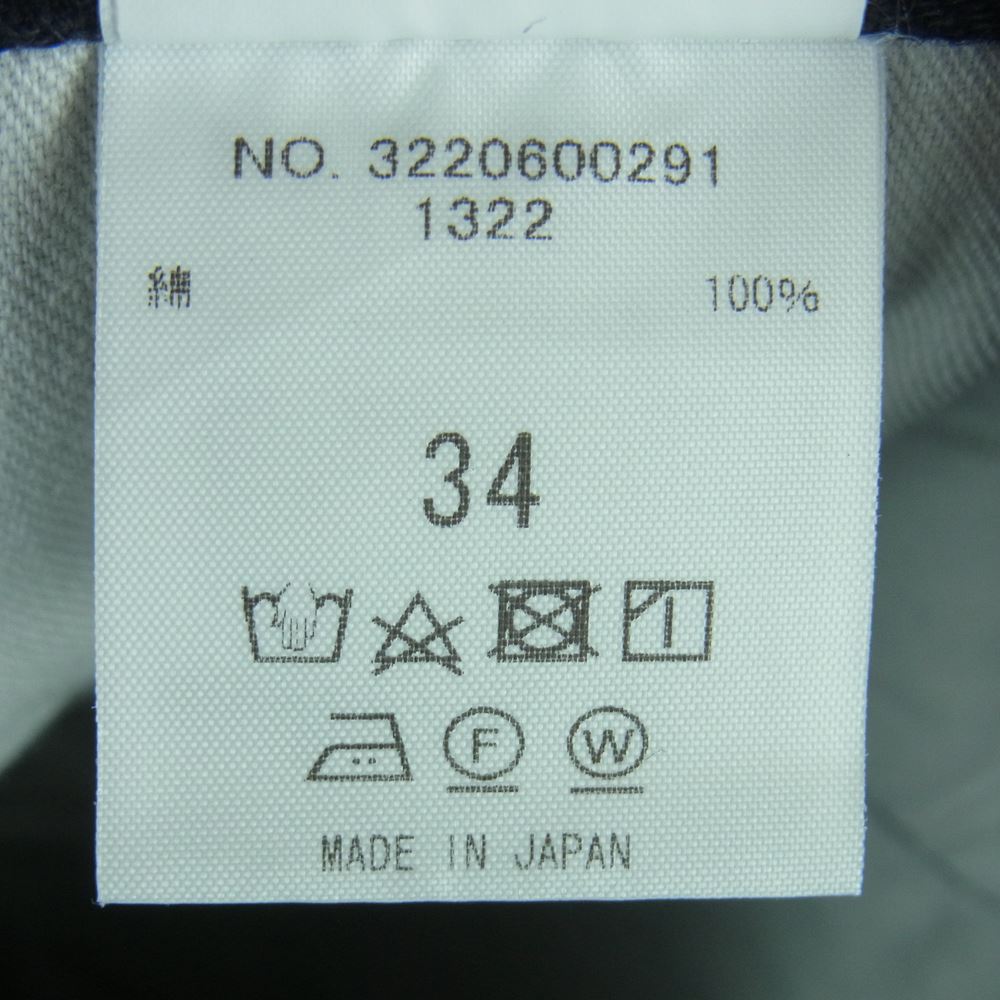 NO. 3220600291
1322
綿 100%
34
F W
MADE IN JAPAN